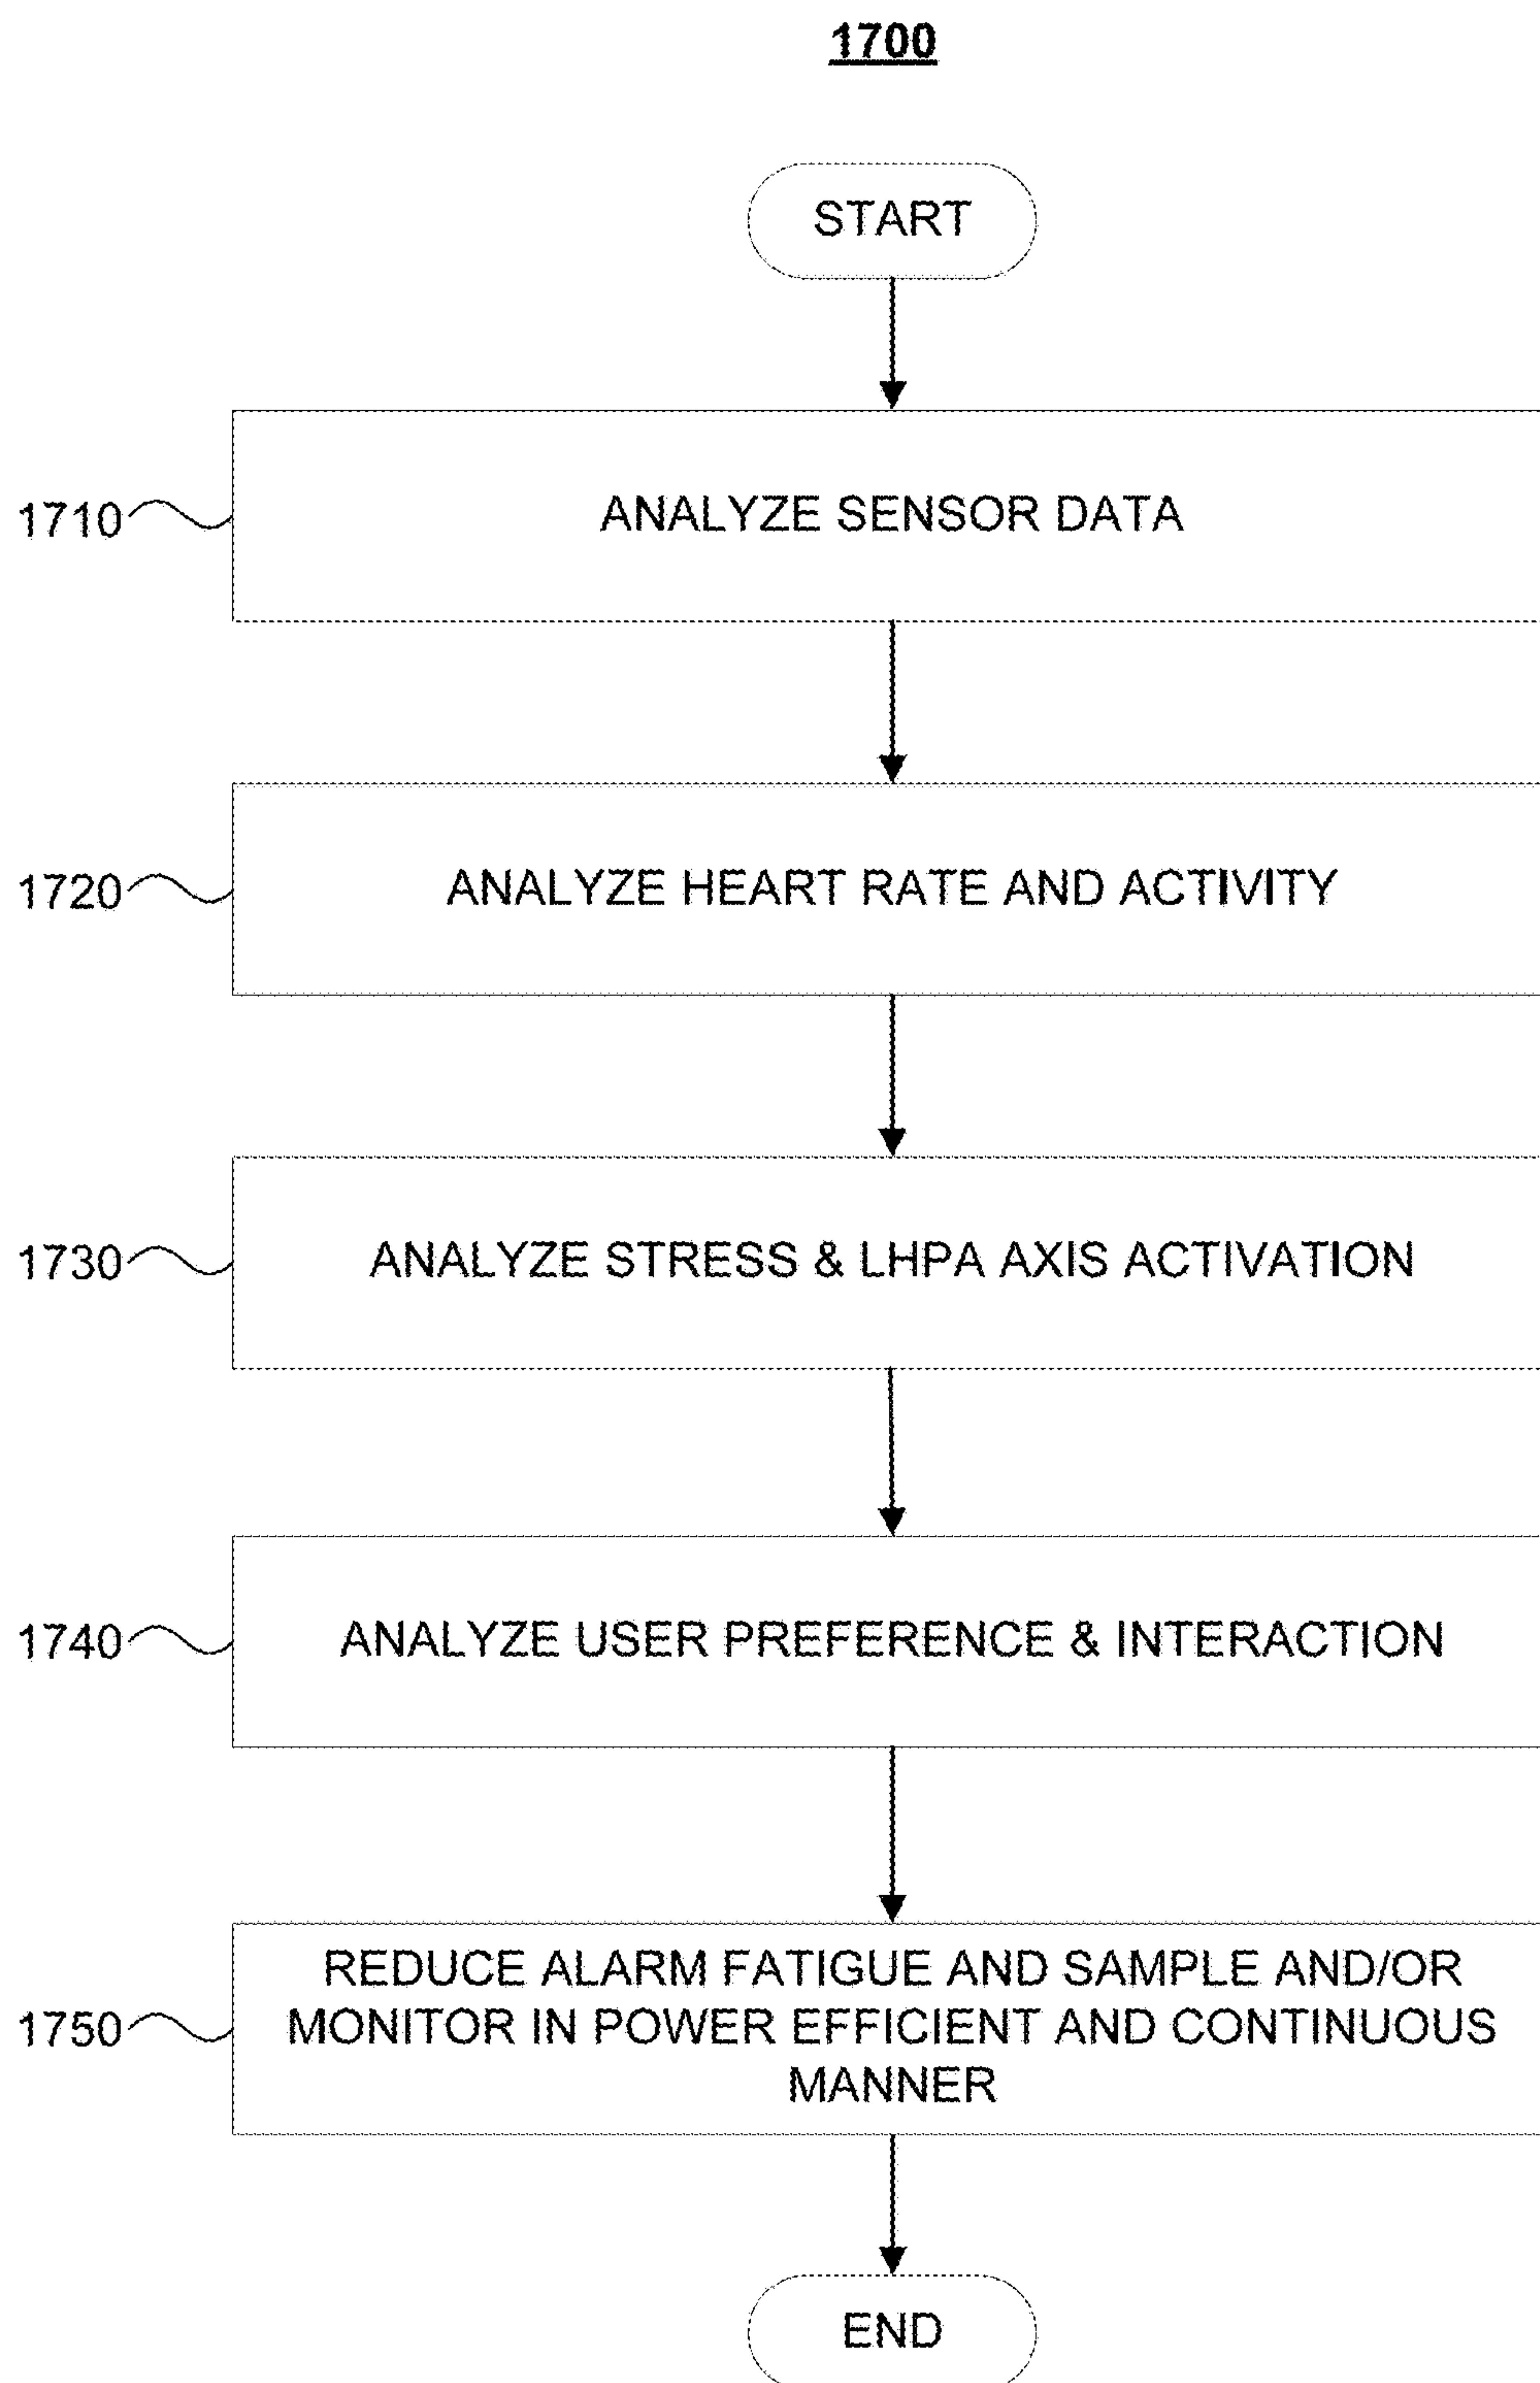 1700
START
1710
ANALYZE SENSOR DATA
1720
ANALYZE HEART RATE AND ACTIVITY
1730
ANALYZE STRESS & LHPA AXIS ACTIVATION
1740
ANALYZE USER PREFERENCE & INTERACTION
1750
REDUCE ALARM FATIGUE AND SAMPLE AND/OR
MONITOR IN POWER EFFICIENT AND CONTINUOUS
MANNER
END